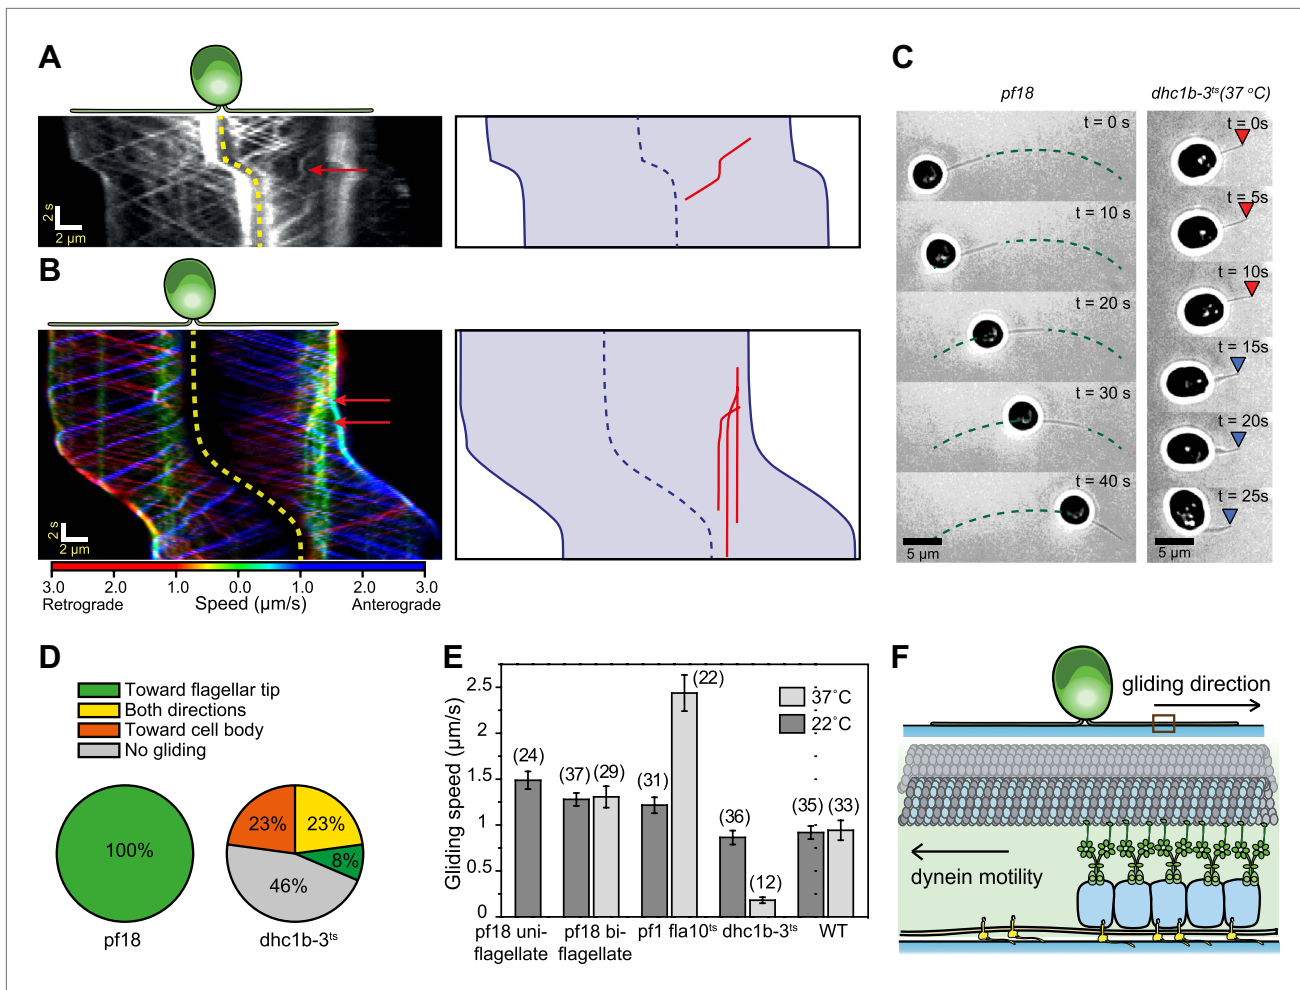 A
2 s
2 µm
B
2 s
2 µm
3.0 2.0 1.0 0.0 1.0 2.0 3.0
Retrograde Speed (µm/s) Anterograde
C
pf18
dhc1b-3ts(37 ºC)
t = 0 s
t = 10 s
t = 20 s
t = 30 s
t = 40 s
5 µm
t = 0s
t = 5s
t = 10s
t = 15s
t = 20s
t = 25s
5 µm
D
Toward flagellar tip
Both directions
Toward cell body
No gliding
100%
pf18
23%
23%
8%
46%
dhc1b-3ts
E
Gliding speed (µm/s)
2.5
2
1.5
1
0.5
0
(24)
(37) (29)
(31)
(22)
(36)
(12)
(35) (33)
37˚C
22˚C
pf18 uni-
flagellate
pf18 bi-
flagellate
pf1 fla10ts
dhc1b-3ts
WT
F
gliding direction
dynein motility